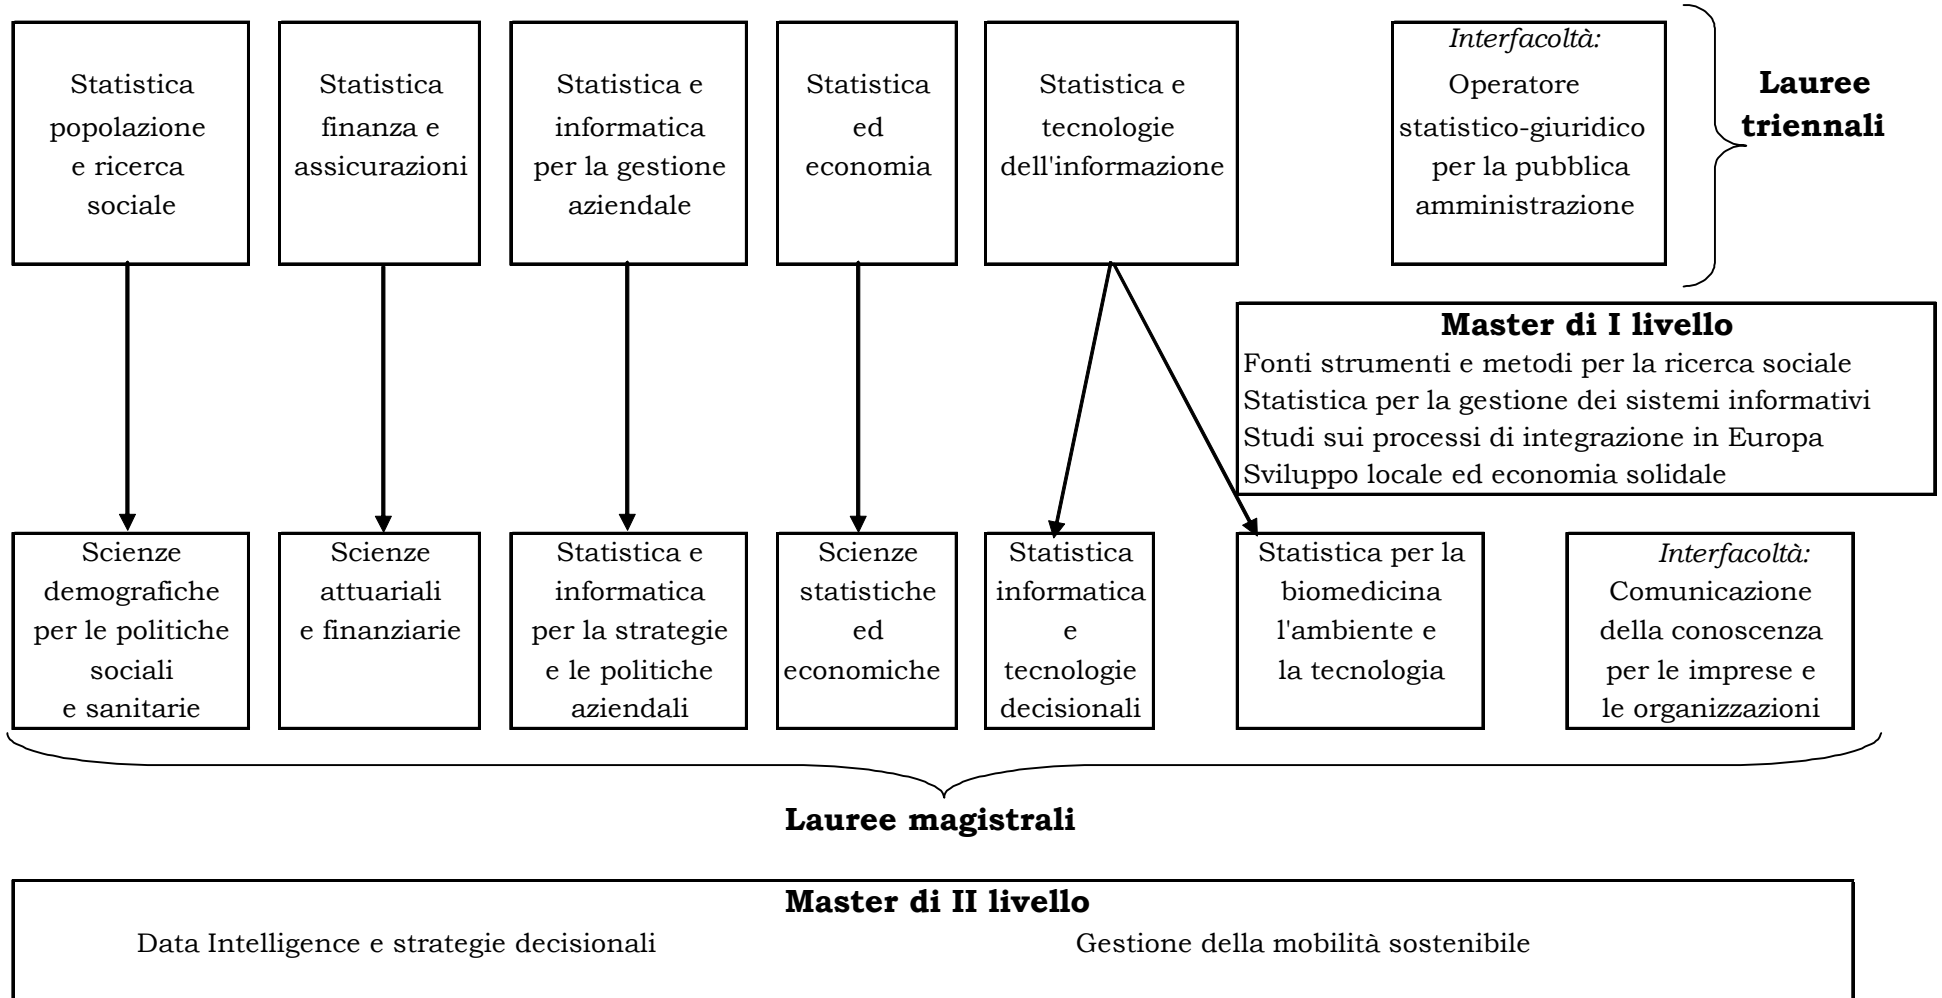 Statistica
popolazione
e ricerca
sociale
Statistica
finanza e
assicurazioni
Statistica e
informatica
per la gestione
aziendale
Statistica
ed
economia
Statistica e
tecnologie
dell'informazione
Interfacoltà:
Operatore
statistico-giuridico
per la pubblica
amministrazione
Lauree
triennali
Master di I livello
Fonti strumenti e metodi per la ricerca sociale
Statistica per la gestione dei sistemi informativi
Studi sui processi di integrazione in Europa
Sviluppo locale ed economia solidale
Scienze
demografiche
per le politiche
sociali
e sanitarie
Scienze
attuariali
e finanziarie
Statistica e
informatica
per la strategie
e le politiche
aziendali
Scienze
statistiche
ed
economiche
Statistica
informatica
e
tecnologie
decisionali
Statistica per la
biomedicina
l'ambiente e
la tecnologia
Interfacoltà:
Comunicazione
della conoscenza
per le imprese e
le organizzazioni
Lauree magistrali
Master di II livello
Data Intelligence e strategie decisionali
Gestione della mobilità sostenibile